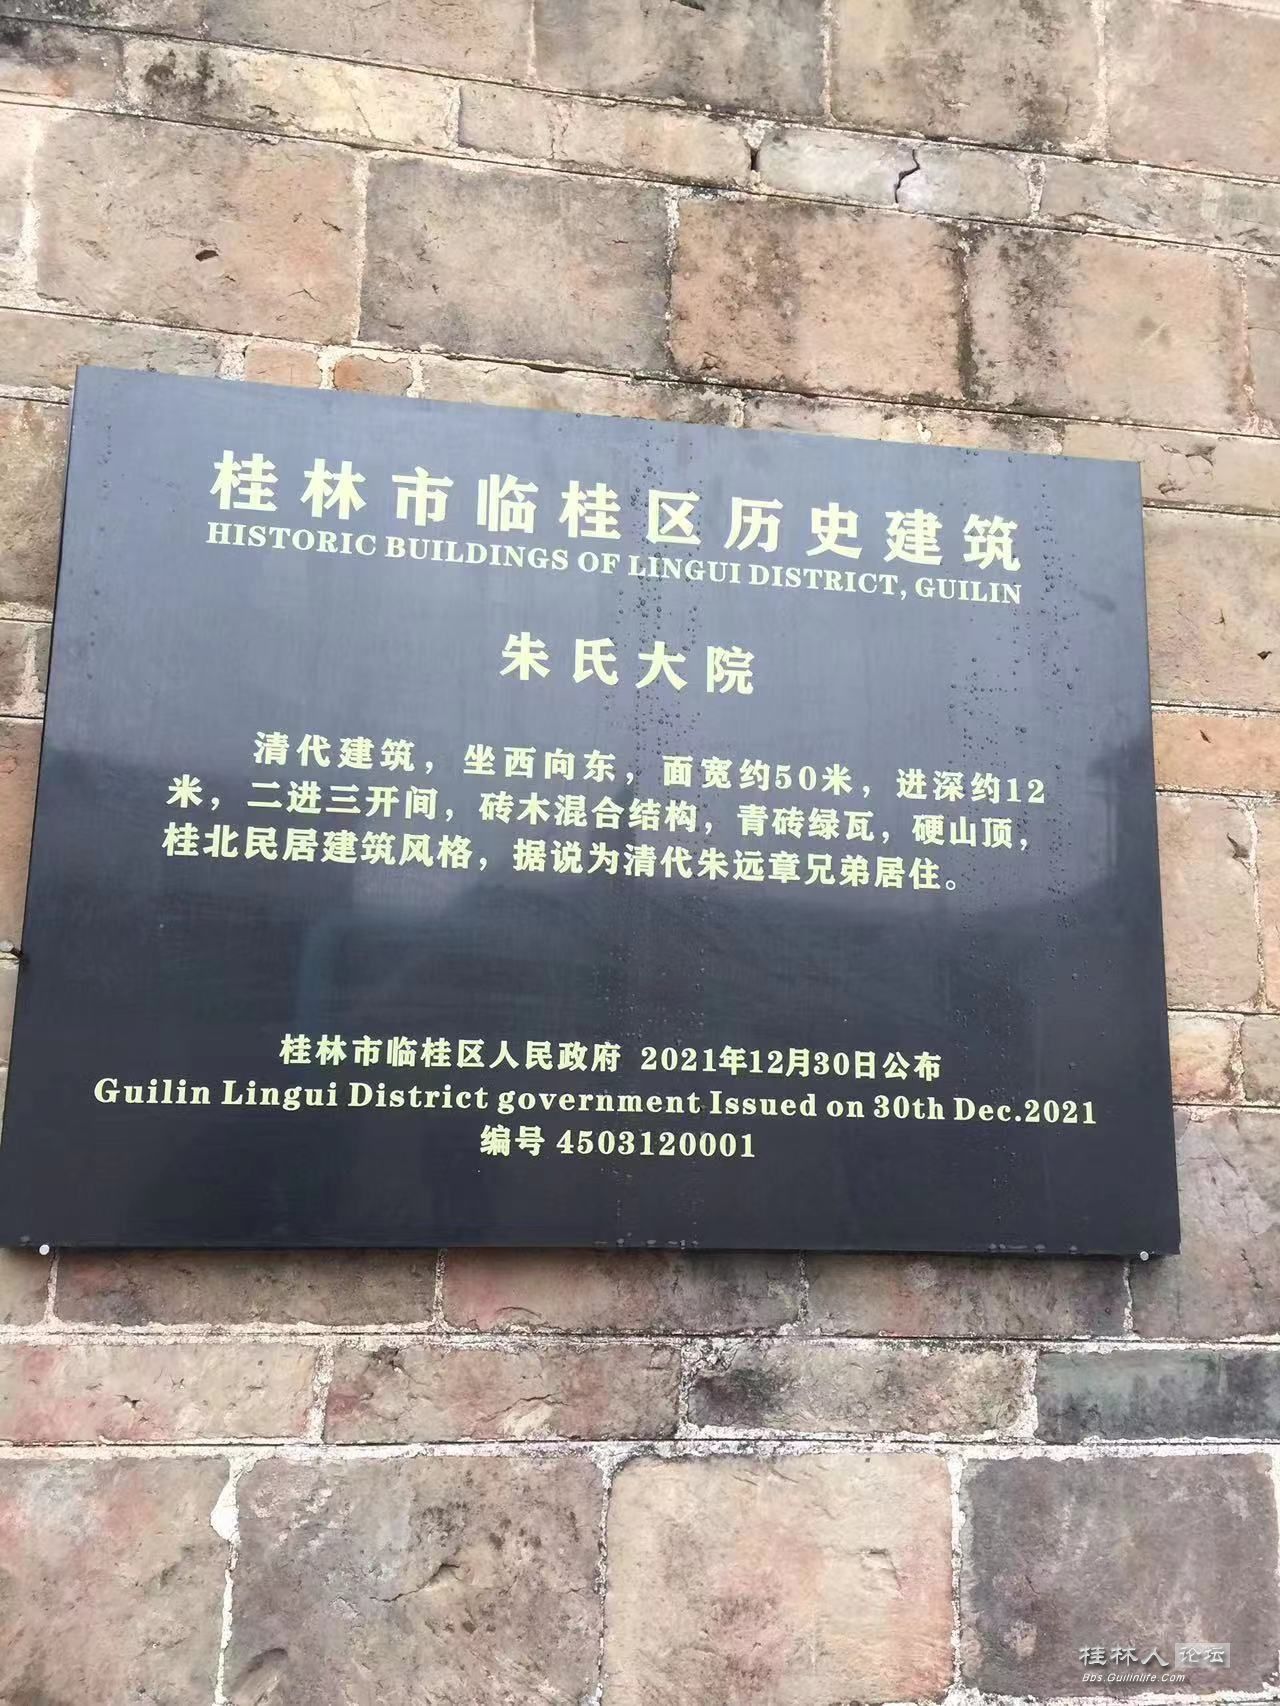 桂林市临桂区历史建筑
HISTORIC BUILDINGS OF LINGUI DISTRICT, GUILIN
朱氏大院
清代建筑，坐西向东，面宽约50米，进深约12
米，二进三开间，砖木混合结构，青砖绿瓦，硬山顶，
桂北民居建筑风格，据说为清代朱远章兄弟居住。
桂林市临桂区人民政府 2021年12月30日公布
Guilin Lingui District government Issued on 30th Dec.2021
编号 4503120001
桂林人论坛
Bbs.Guilinlife.Com